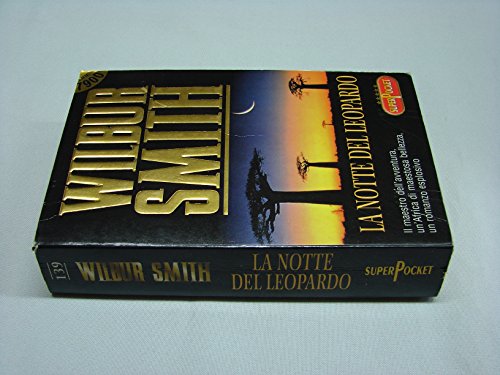 WILBUR
SMITH
LA NOTTE DEL LEOPARDO
Il maestro dell'avventura,
un'Africa di maestosa bellezza,
un romanzo esplosivo
SUPERPOCKET
139
WILBUR SMITH
LA NOTTE
DEL LEOPARDO
SUPERPOCKET